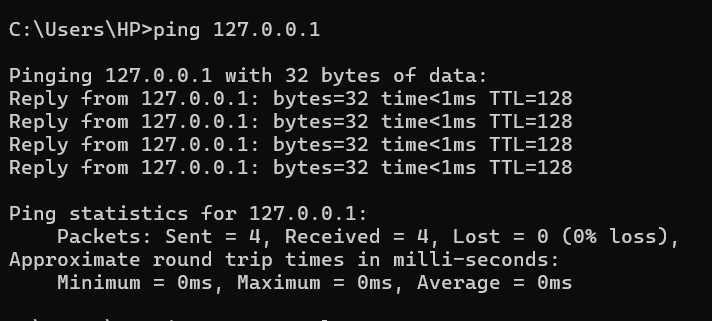 C:\Users\HP>ping 127.0.0.1
Pinging 127.0.0.1 with 32 bytes of data:
Reply from 127.0.0.1: bytes=32 time<1ms TTL=128
Reply from 127.0.0.1: bytes=32 time<1ms TTL=128
Reply from 127.0.0.1: bytes=32 time<1ms TTL=128
Reply from 127.0.0.1: bytes=32 time<1ms TTL=128
Ping statistics for 127.0.0.1:
    Packets: Sent = 4, Received = 4, Lost = 0 (0% loss),
Approximate round trip times in milli-seconds:
    Minimum = 0ms, Maximum = 0ms, Average = 0ms